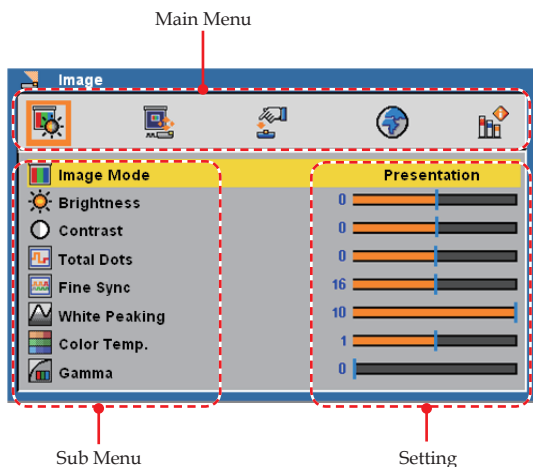 Main Menu
Image
Image Mode Presentation
Brightness 0
Contrast 0
Total Dots 0
Fine Sync 16
White Peaking 10
Color Temp. 1
Gamma 0
Sub Menu Setting